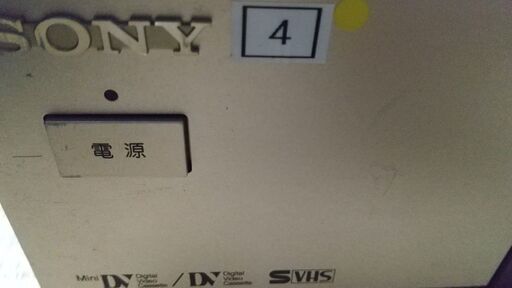 SONY 4
電源
Mini DV Digital Video Cassette / DV Digital Video Cassette S VHS